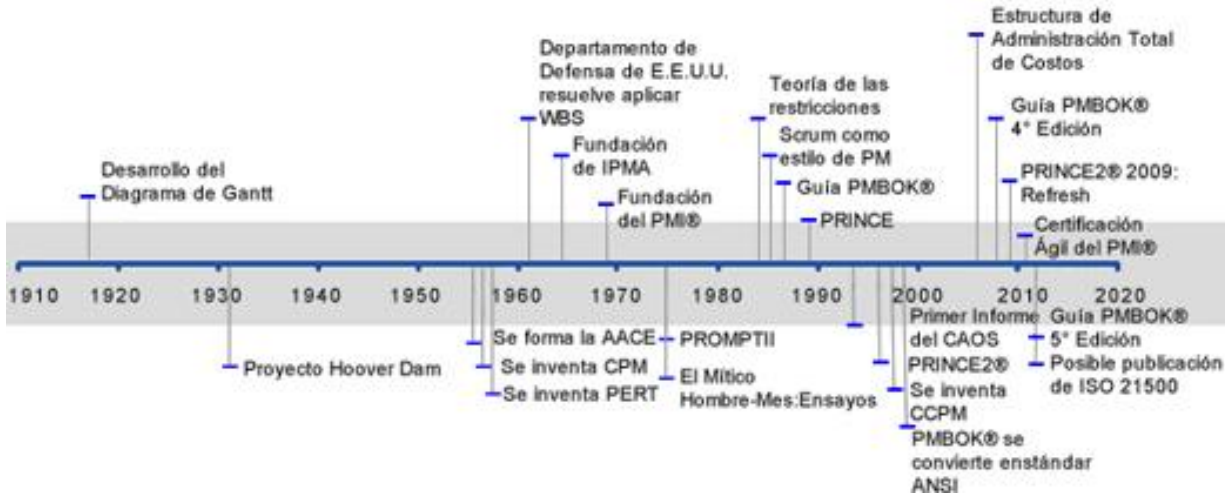 Estructura de
Administración Total
de Costos
Departamento de
Defensa de E.E.U.U.
resuelve aplicar
WBS
Teoría de las
restricciones
Guía PMBOK®
4° Edición
Fundación
de IPMA
Scrum como
estilo de PM
Desarrollo del
Diagrama de Gantt
Guía PMBOK®
PRINCE2® 2009:
Refresh
Fundación
del PMI®
PRINCE
Certificación
Ágil del PMI®
1910 1920 1930 1940 1950 1960 1970 1980 1990 2000 2010 2020
Se forma la AACE
PROMPTII
Primer Informe
del CAOS
Guía PMBOK®
5° Edición
Proyecto Hoover Dam
Se inventa CPM
Se inventa PERT
El Mítico
Hombre-Mes:Ensayos
PRINCE2®
Se inventa
CCPM
Posible publicación
de ISO 21500
PMBOK® se
convierte enstándar
ANSI